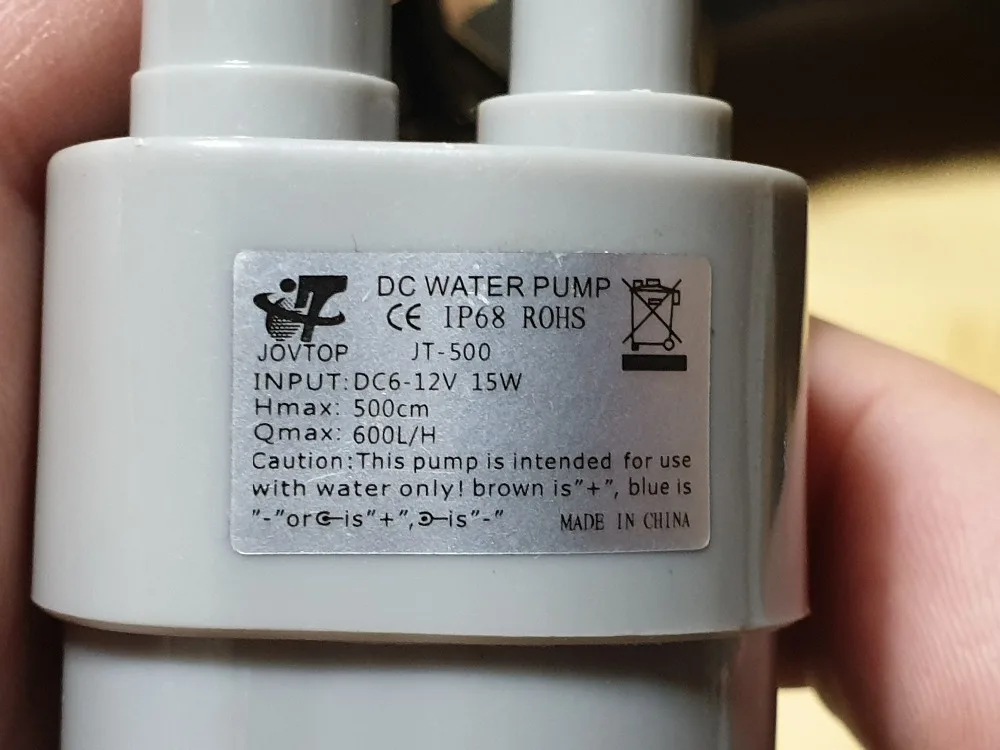 DC WATER PUMP
CE IP68 ROHS
JOVTOP JT-500
INPUT:DC6-12V 15W
Hmax: 500cm
Qmax: 600L/H
Caution:This pump is intended for use
with water only! brown is"+", blue is
"-"or is"+", is"-" MADE IN CHINA